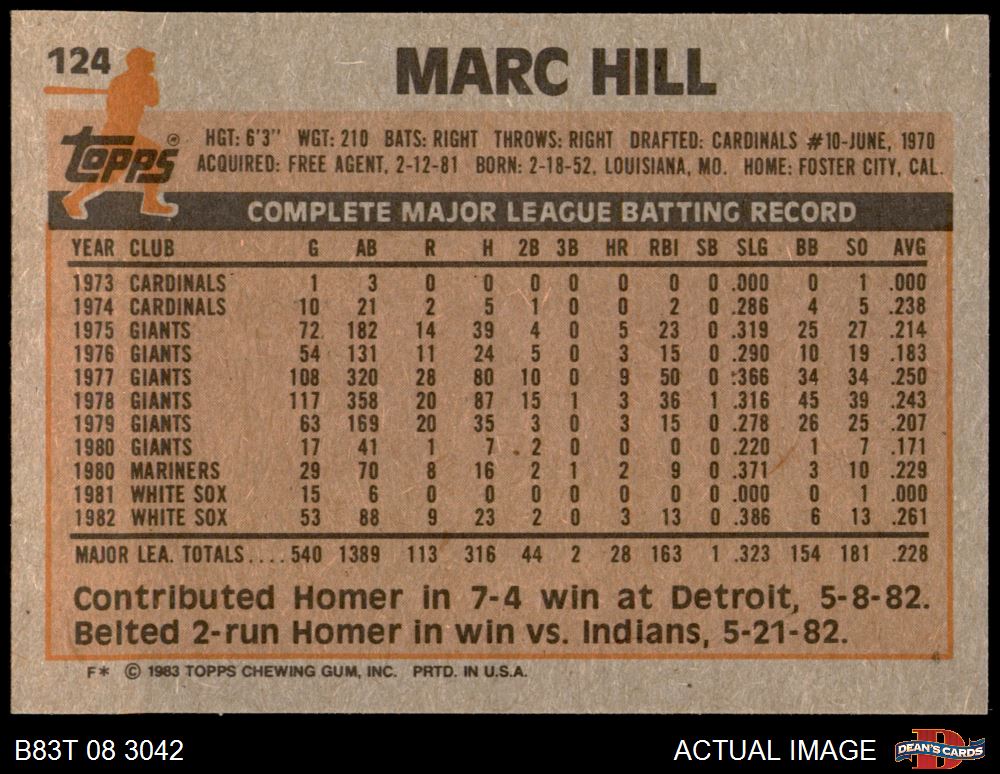 124
MARC HILL
Topps®
HGT: 6'3" WGT: 210 BATS: RIGHT THROWS: RIGHT DRAFTED: CARDINALS #10-JUNE, 1970
ACQUIRED: FREE AGENT, 2-12-81 BORN: 2-18-52, LOUISIANA, MO. HOME: FOSTER CITY, CAL.
COMPLETE MAJOR LEAGUE BATTING RECORD
YEAR CLUB G AB R H 2B 3B HR RBI SB SLG BB SO AVG
1973 CARDINALS 1 3 0 0 0 0 0 0 0 .000 0 1 .000
1974 CARDINALS 10 21 2 5 1 0 0 2 0 .286 4 5 .238
1975 GIANTS 72 182 14 39 4 0 5 23 0 .319 25 27 .214
1976 GIANTS 54 131 11 24 5 0 3 15 0 .290 10 19 .183
1977 GIANTS 108 320 28 80 10 0 9 50 0 .366 34 34 .250
1978 GIANTS 117 358 20 87 15 1 3 36 1 .316 45 39 .243
1979 GIANTS 63 169 20 35 3 0 3 15 0 .278 26 25 .207
1980 GIANTS 17 41 1 7 2 0 0 0 0 .220 1 7 .171
1980 MARINERS 29 70 8 16 2 1 2 9 0 .371 3 10 .229
1981 WHITE SOX 15 6 0 0 0 0 0 0 0 .000 0 1 .000
1982 WHITE SOX 53 88 9 23 2 0 3 13 0 .386 6 13 .261
MAJOR LEA. TOTALS.... 540 1389 113 316 44 2 28 163 1 .323 154 181 .228
Contributed Homer in 7-4 win at Detroit, 5-8-82.
Belted 2-run Homer in win vs. Indians, 5-21-82.
F* © 1983 TOPPS CHEWING GUM, INC. PRTD. IN U.S.A.
B83T 08 3042
ACTUAL IMAGE
D
DEAN'S CARDS